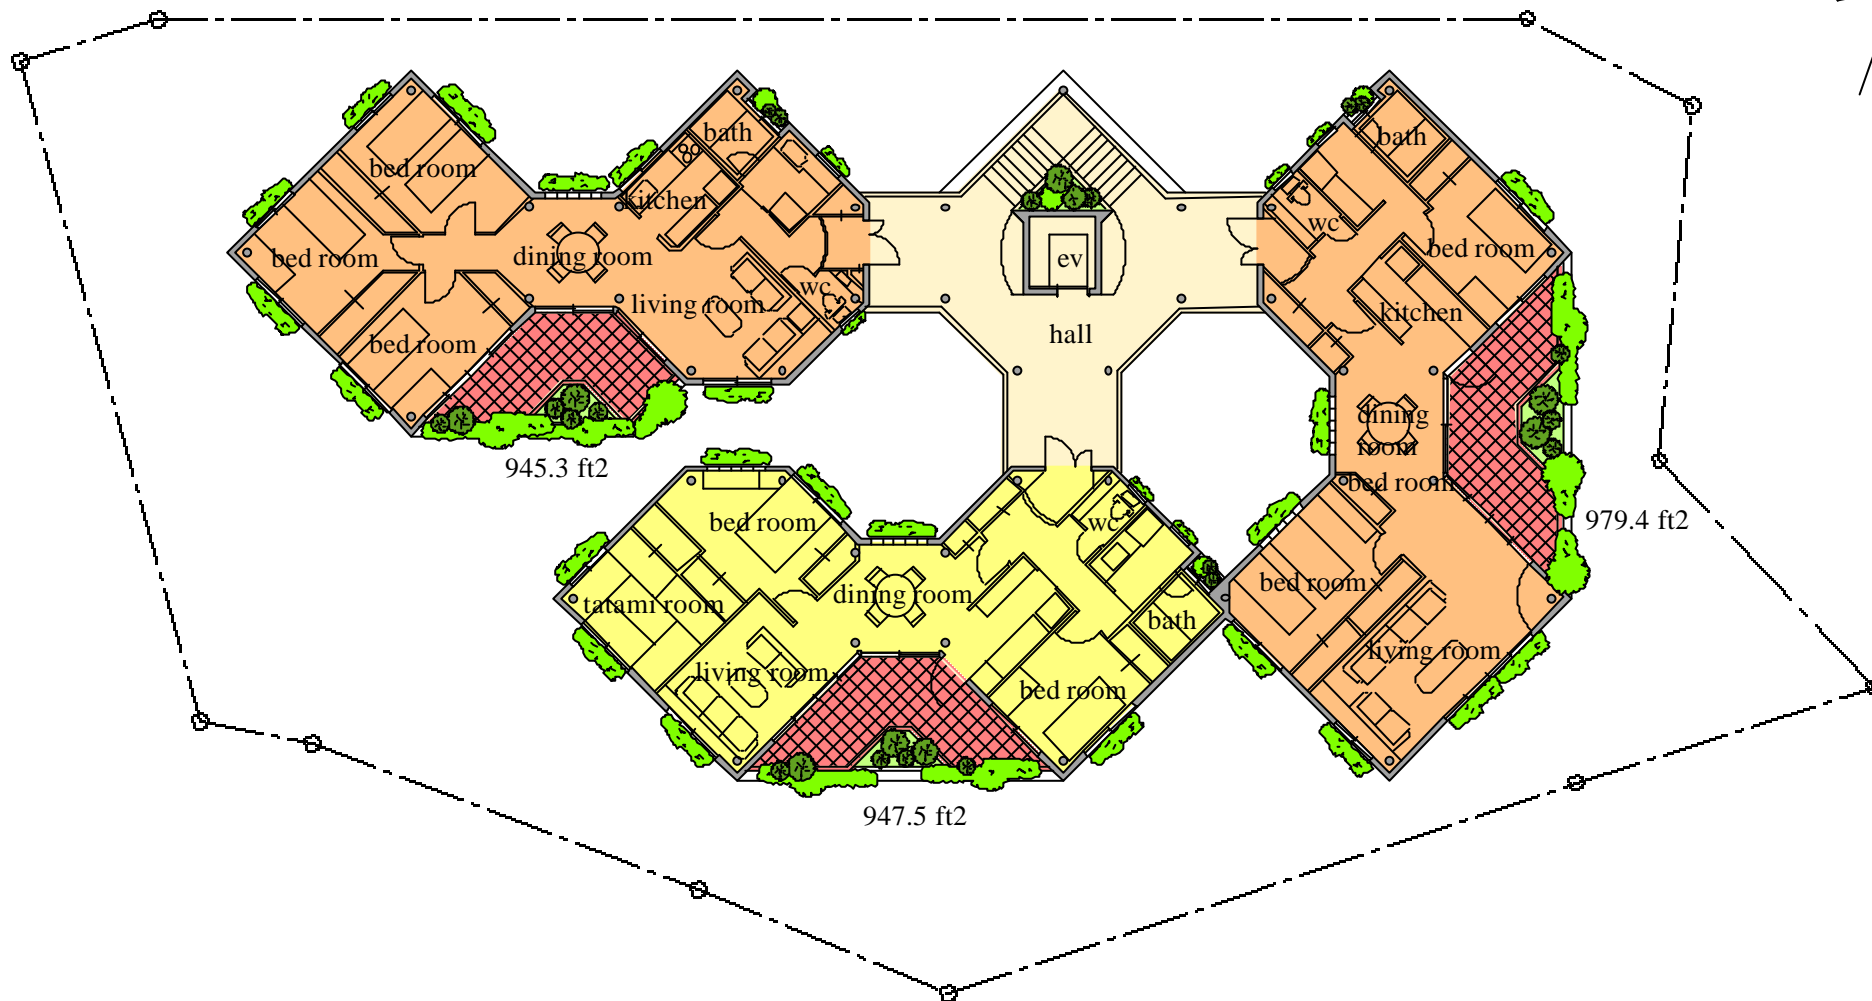 bed room
bed room
bed room
dining room
kitchen
bath
living room
wc
945.3 ft2
ev
hall
bath
wc
bed room
kitchen
dining
room
bed room
bed room
living room
979.4 ft2
bed room
tatami room
living room
dining room
wc
bath
bed room
947.5 ft2